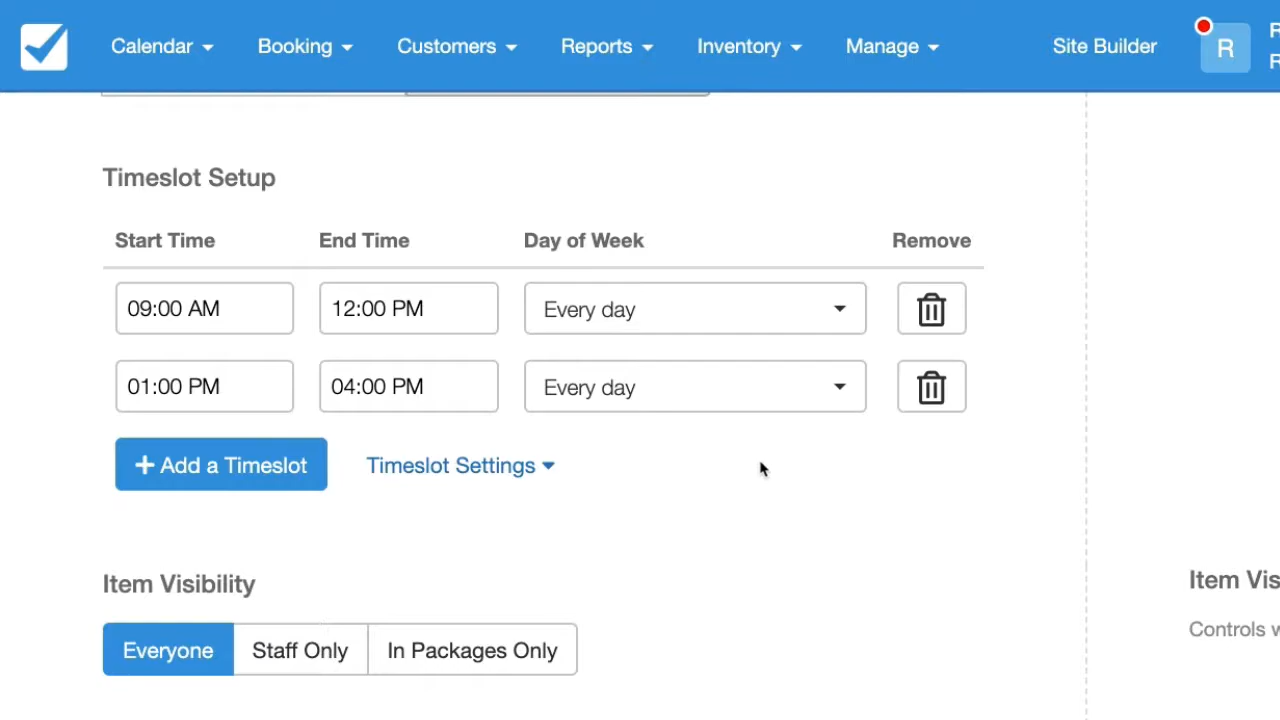 Calendar Booking Customers Reports Inventory Manage Site Builder R
Timeslot Setup
Start Time End Time Day of Week Remove
09:00 AM 12:00 PM Every day
01:00 PM 04:00 PM Every day
+ Add a Timeslot Timeslot Settings
Item Visibility
Everyone Staff Only In Packages Only
Item Vis
Controls